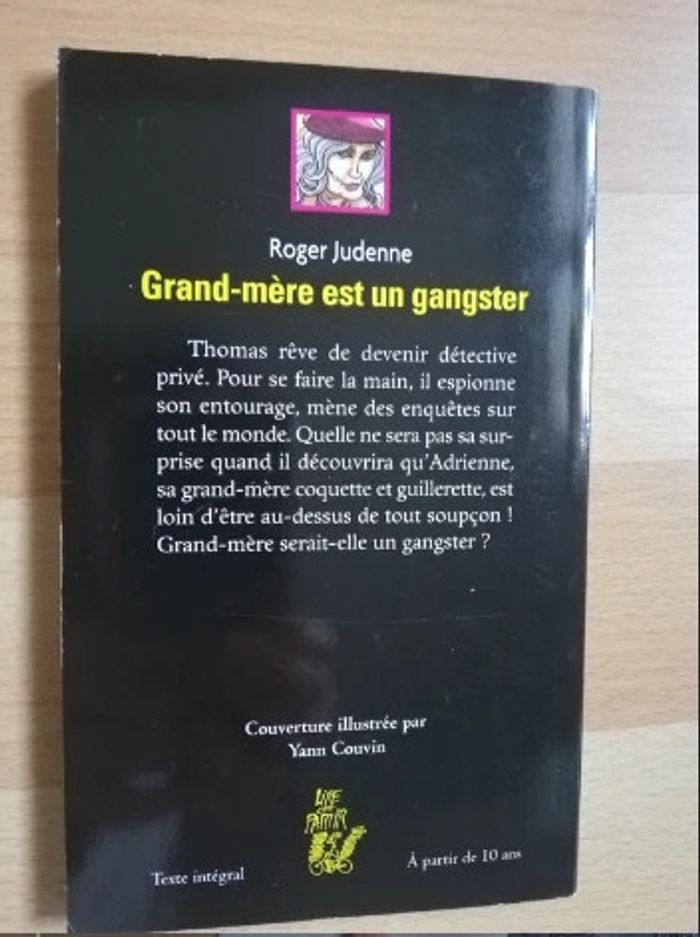 Roger Judenne
Grand-mère est un gangster
Thomas rêve de devenir détective
privé. Pour se faire la main, il espionne
son entourage, mène des enquêtes sur
tout le monde. Quelle ne sera pas sa sur-
prise quand il découvrira qu'Adrienne,
sa grand-mère coquette et guillerette, est
loin d'être au-dessus de tout soupçon !
Grand-mère serait-elle un gangster ?
Couverture illustrée par
Yann Couvin
LIRE
C'EST
PARTIR
Texte intégral
À partir de 10 ans